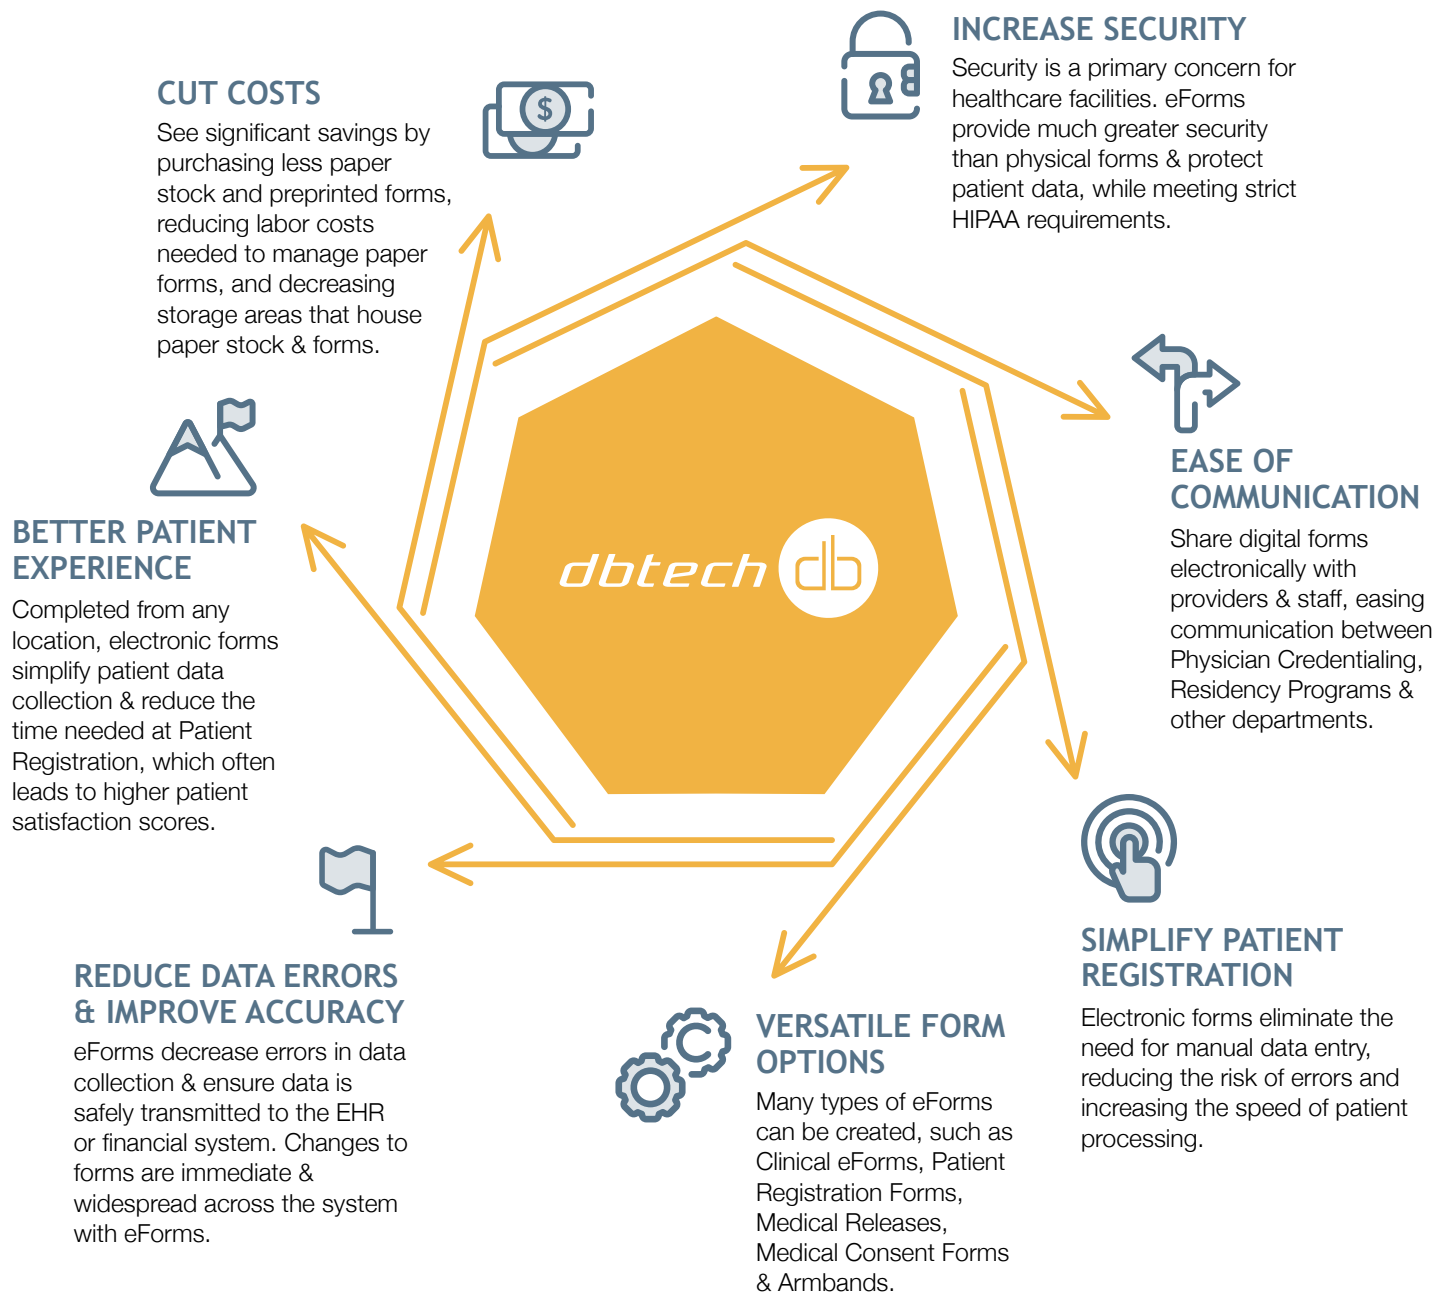 CUT COSTS
See significant savings by
purchasing less paper
stock and preprinted forms,
reducing labor costs
needed to manage paper
forms, and decreasing
storage areas that house
paper stock & forms.
$
INCREASE SECURITY
Security is a primary concern for
healthcare facilities. eForms
provide much greater security
than physical forms & protect
patient data, while meeting strict
HIPAA requirements.
EASE OF
COMMUNICATION
Share digital forms
electronically with
providers & staff, easing
communication between
Physician Credentialing,
Residency Programs &
other departments.
SIMPLIFY PATIENT
REGISTRATION
Electronic forms eliminate the
need for manual data entry,
reducing the risk of errors and
increasing the speed of patient
processing.
VERSATILE FORM
OPTIONS
Many types of eForms
can be created, such as
Clinical eForms, Patient
Registration Forms,
Medical Releases,
Medical Consent Forms
& Armbands.
REDUCE DATA ERRORS
& IMPROVE ACCURACY
eForms decrease errors in data
collection & ensure data is
safely transmitted to the EHR
or financial system. Changes to
forms are immediate &
widespread across the system
with eForms.
BETTER PATIENT
EXPERIENCE
Completed from any
location, electronic forms
simplify patient data
collection & reduce the
time needed at Patient
Registration, which often
leads to higher patient
satisfaction scores.
dbtech db